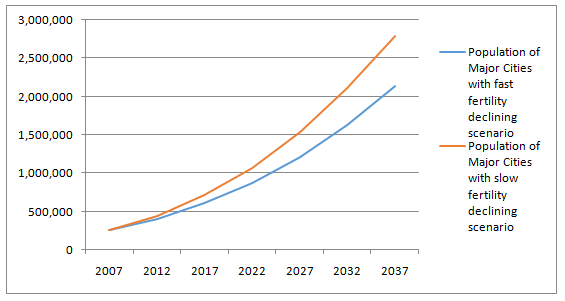 3,000,000
2,500,000
2,000,000
1,500,000
1,000,000
500,000
0
2007 2012 2017 2022 2027 2032 2037
Population of
Major Cities
with fast
fertility
declining
scenario
Population of
Major Cities
with slow
fertility
declining
scenario